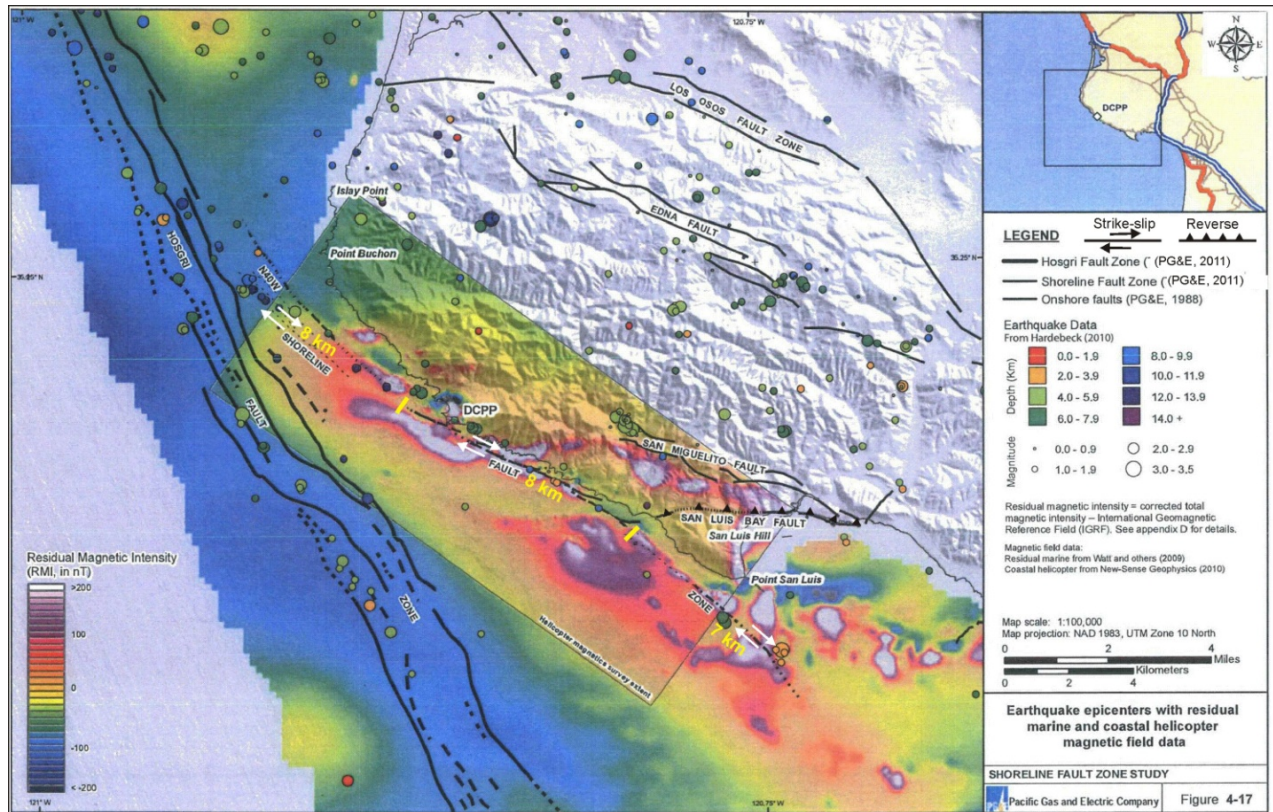 121° W
120.75° W
LOS OSOS FAULT ZONE
EDNA FAULT
Islay Point
Point Buchon
35.25° N
35.25° N
HOSGRI
FAULT
ZONE
N40W
8 km
SHORELINE
FAULT
ZONE
DCPP
8 km
SAN MIGUELITO FAULT
SAN LUIS BAY FAULT
San Luis Hill
Point San Luis
7 km
Helicopter magnetics survey extent
Residual Magnetic Intensity
(RMI, in nT)
>200
100
0
-100
< -200
121° W
120.75° W
N
W E
S
DCPP
LEGEND
Strike-slip
Reverse
Hosgri Fault Zone (¨(PG&E, 2011)
Shoreline Fault Zone (¨(PG&E, 2011)
Onshore faults (PG&E, 1988)
Earthquake Data
From Hardebeck (2010)
Depth (Km)
0.0 - 1.9
8.0 - 9.9
2.0 - 3.9
10.0 - 11.9
4.0 - 5.9
12.0 - 13.9
6.0 - 7.9
14.0 +
Magnitude
0.0 - 0.9
2.0 - 2.9
1.0 - 1.9
3.0 - 3.5
Residual magnetic intensity = corrected total
magnetic intensity – International Geomagnetic
Reference Field (IGRF). See appendix D for details.
Magnetic field data:
Residual marine from Watt and others (2009)
Coastal helicopter from New-Sense Geophysics (2010)
Map scale: 1:100,000
Map projection: NAD 1983, UTM Zone 10 North
0 2 4
Miles
Kilometers
0 2 4
Earthquake epicenters with residual
marine and coastal helicopter
magnetic field data
SHORELINE FAULT ZONE STUDY
Pacific Gas and Electric Company
Figure 4-17